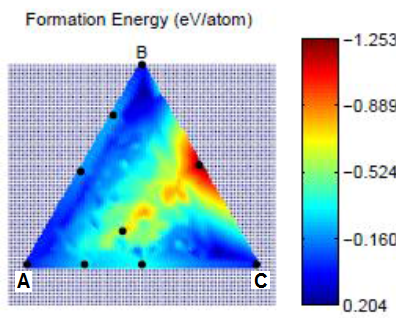 Formation Energy (eV/atom)
B
A
C
-1.253
-0.889
-0.524
-0.160
0.204